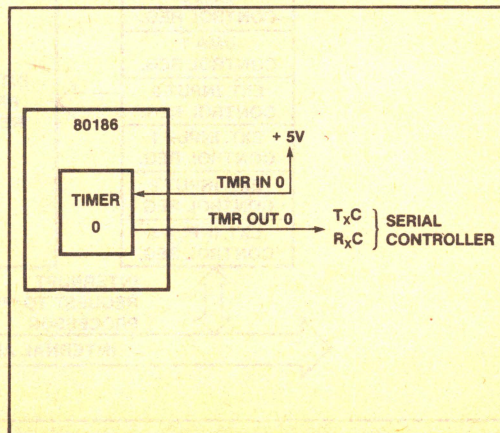 80186
+ 5V
TIMER
0
TMR IN 0
TMR OUT 0
TxC
RxC
SERIAL
CONTROLLER